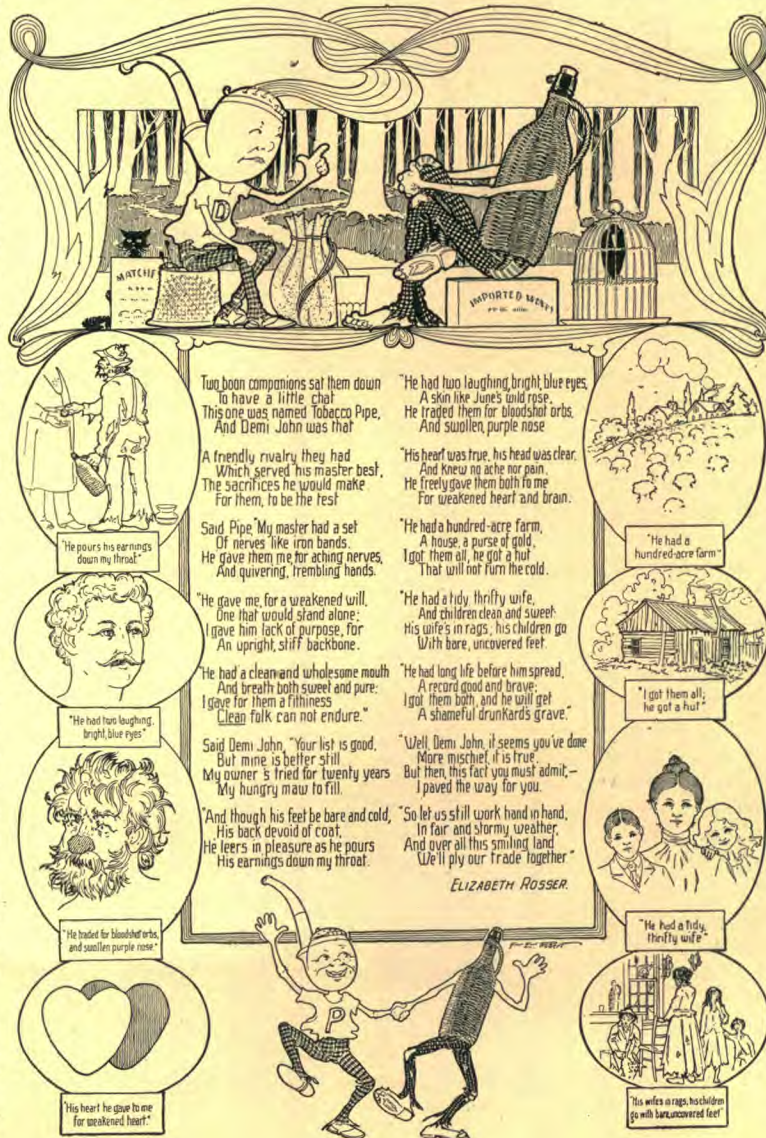 D
MATCHES
IMPORTED WINES
Two boon companions sat them down
To have a little chat
This one was named Tobacco Pipe,
And Demi John was that
A friendly rivalry they had
Which served his master best,
The sacrifices he would make
For them, to be the test
Said Pipe, "My master had a set
Of nerves like iron bands.
He gave them me for aching nerves,
And quivering, trembling hands.
"He gave me, for a weakened will,
One that would stand alone;
I gave him lack of purpose, for
An upright, stiff backbone.
"He had a clean and wholesome mouth
And breath both sweet and pure;
I gave for them a filthiness
Clean folk can not endure."
Said Demi John, "Your list is good,
But mine is better still
My owner's tried for twenty years
My hungry maw to fill.
"And though his feet be bare and cold,
His back devoid of coat,
He leers in pleasure as he pours
His earnings down my throat.
"He had two laughing, bright, blue eyes,
A skin like June's wild rose,
He traded them for bloodshot orbs,
And swollen, purple nose
"His heart was true, his head was clear,
And knew no ache nor pain.
He freely gave them both to me
For weakened heart and brain.
"He had a hundred-acre farm,
A house, a purse of gold,
I got them all, he got a hut
That will not turn the cold.
"He had a tidy thrifty wife,
And children clean and sweet;
His wife's in rags; his children go
With bare, uncovered feet.
"He had long life before him spread,
A record good and brave;
I got them both, and he will get
A shameful drunkard's grave."
"Well, Demi John, it seems you've done
More mischief, it is true,
But then, this fact you must admit,—
I paved the way for you.
"So let us still work hand in hand,
In fair and stormy weather,
And over all this smiling land
We'll ply our trade together"
ELIZABETH ROSSER.
"He pours his earnings
down my throat."
"He had two laughing,
bright, blue eyes"
"He traded for bloodshot orbs,
and swollen purple nose."
"His heart he gave to me
for weakened heart."
"He had a
hundred-acre farm"
"I got them all;
he got a hut"
"He had a tidy,
thrifty wife"
"His wife's in rags, his children
go with bare, uncovered feet"
P